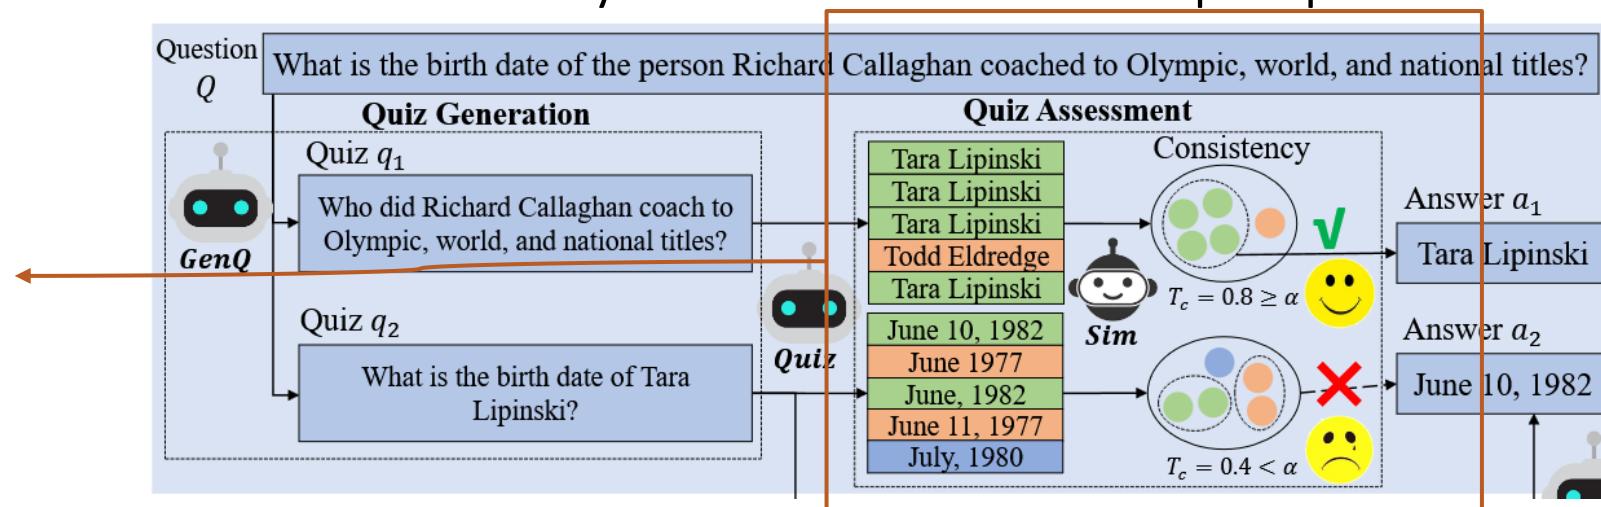 Question
Q
What is the birth date of the person Richard Callaghan coached to Olympic, world, and national titles?
Quiz Generation
Quiz q₁
GenQ
Who did Richard Callaghan coach to
Olympic, world, and national titles?
Quiz q₂
What is the birth date of Tara
Lipinski?
Quiz
Quiz Assessment
Tara Lipinski
Tara Lipinski
Tara Lipinski
Todd Eldredge
Tara Lipinski
June 10, 1982
June 1977
June, 1982
June 11, 1977
July, 1980
Consistency
√
T_c = 0.8 ≥ α
Sim
T_c = 0.4 < α
Answer a₁
Tara Lipinski
Answer a₂
June 10, 1982